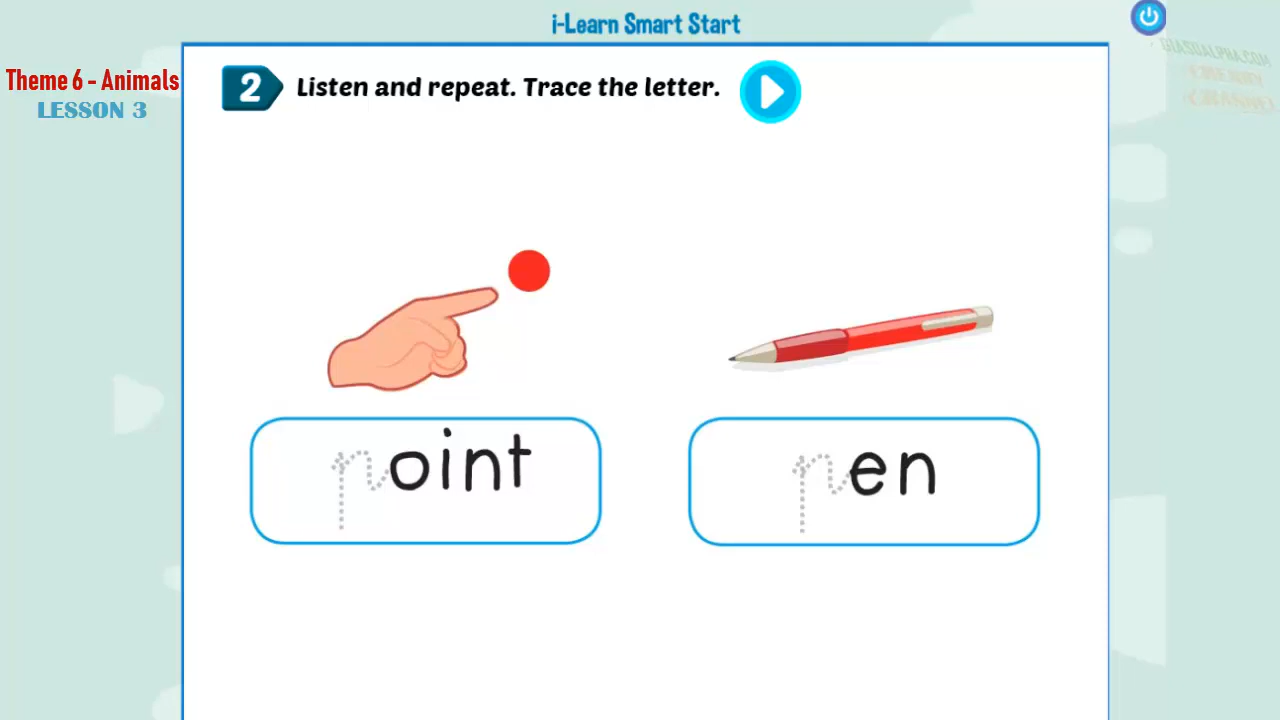 i-Learn Smart Start
Theme 6 - Animals
LESSON 3
2 Listen and repeat. Trace the letter.
point
pen